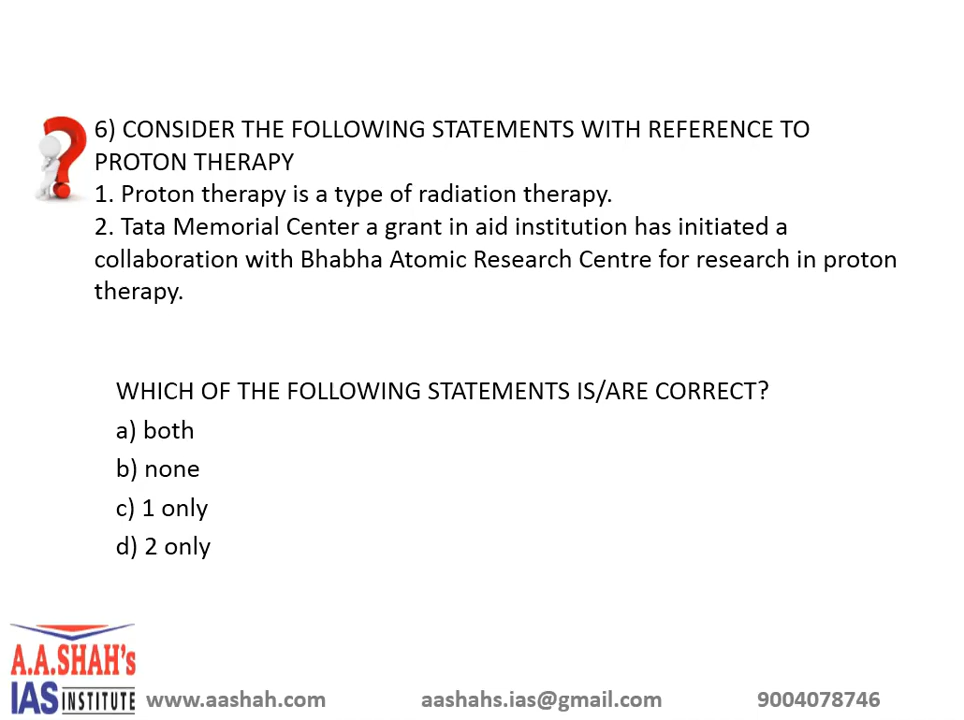 6) CONSIDER THE FOLLOWING STATEMENTS WITH REFERENCE TO
PROTON THERAPY
1. Proton therapy is a type of radiation therapy.
2. Tata Memorial Center a grant in aid institution has initiated a
collaboration with Bhabha Atomic Research Centre for research in proton
therapy.
WHICH OF THE FOLLOWING STATEMENTS IS/ARE CORRECT?
a) both
b) none
c) 1 only
d) 2 only
A.A.SHAH's
IAS INSTITUTE
www.aashah.com aashahs.ias@gmail.com 9004078746